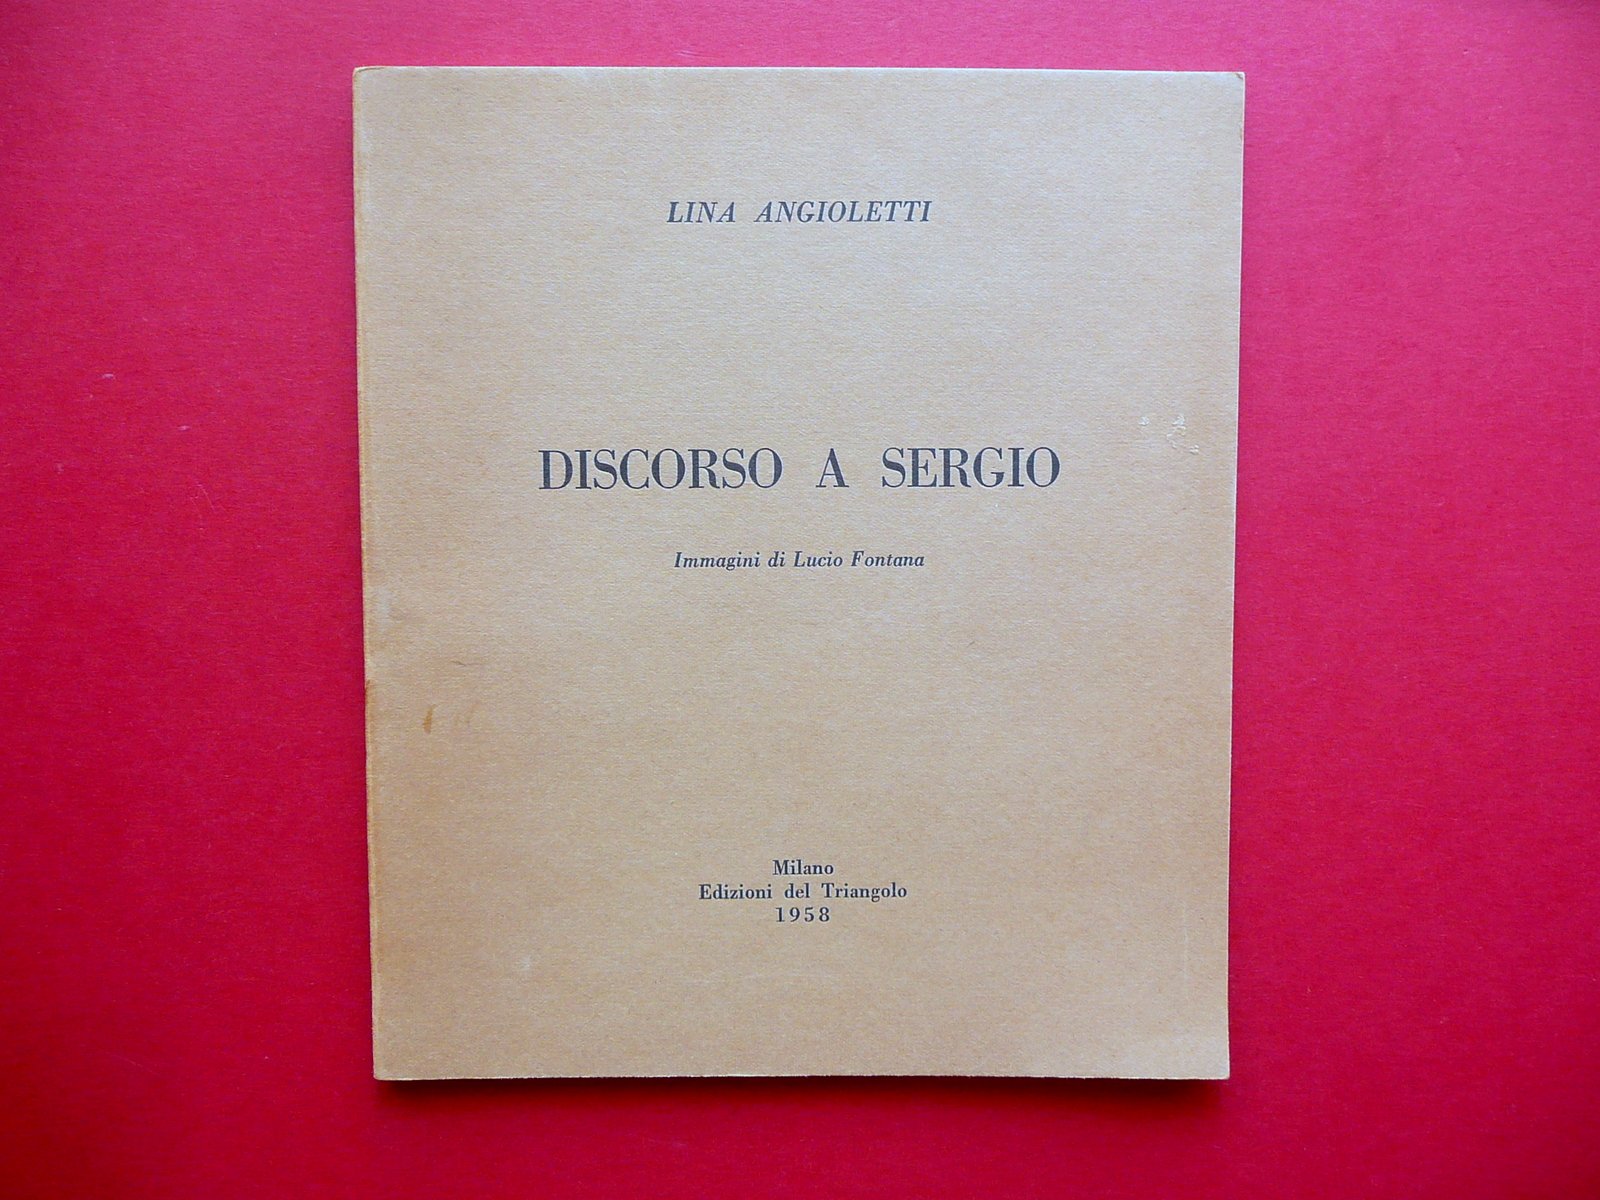 LINA ANGIOLETTI
DISCORSO A SERGIO
Immagini di Lucio Fontana
Milano
Edizioni del Triangolo
1958